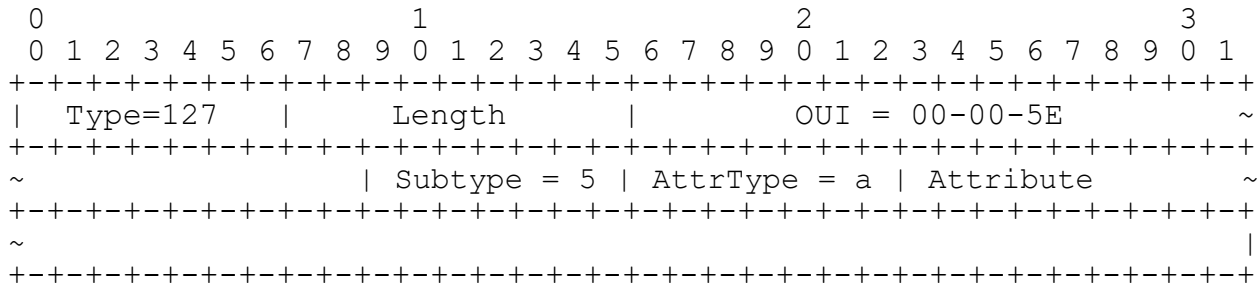 0                   1                   2                   3
 0 1 2 3 4 5 6 7 8 9 0 1 2 3 4 5 6 7 8 9 0 1 2 3 4 5 6 7 8 9 0 1
+-+-+-+-+-+-+-+-+-+-+-+-+-+-+-+-+-+-+-+-+-+-+-+-+-+-+-+-+-+-+-+-+
|  Type=127   |     Length      |        OUI = 00-00-5E         ~
+-+-+-+-+-+-+-+-+-+-+-+-+-+-+-+-+-+-+-+-+-+-+-+-+-+-+-+-+-+-+-+-+
~                 | Subtype = 5 | AttrType = a | Attribute       ~
+-+-+-+-+-+-+-+-+-+-+-+-+-+-+-+-+-+-+-+-+-+-+-+-+-+-+-+-+-+-+-+-+
~                                                               |
+-+-+-+-+-+-+-+-+-+-+-+-+-+-+-+-+-+-+-+-+-+-+-+-+-+-+-+-+-+-+-+-+